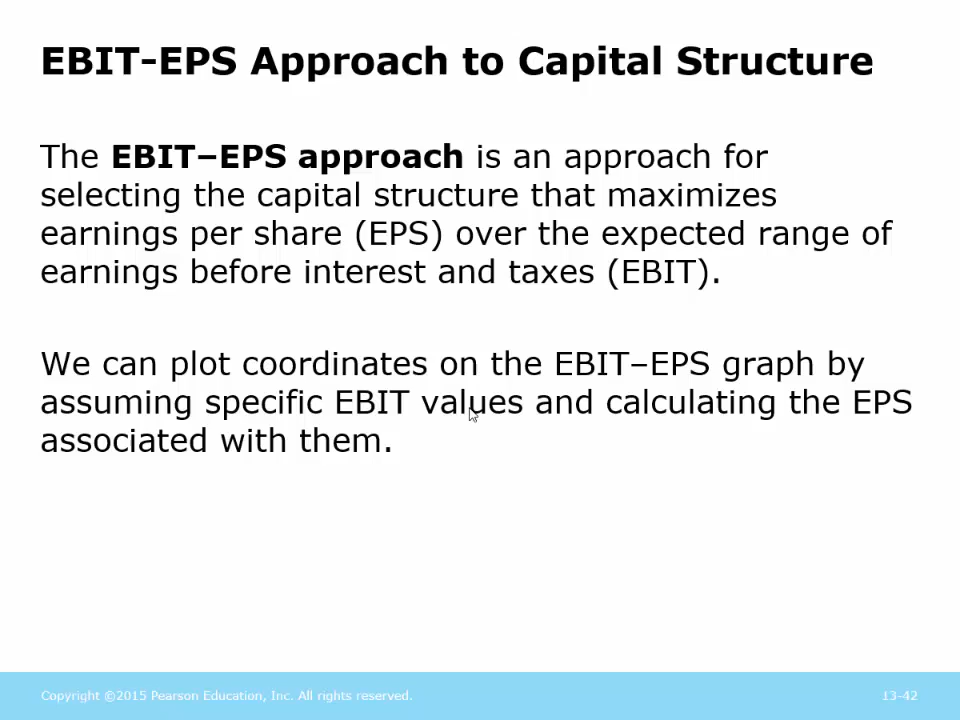 EBIT-EPS Approach to Capital Structure
The EBIT–EPS approach is an approach for
selecting the capital structure that maximizes
earnings per share (EPS) over the expected range of
earnings before interest and taxes (EBIT).
We can plot coordinates on the EBIT–EPS graph by
assuming specific EBIT values and calculating the EPS
associated with them.
Copyright ©2015 Pearson Education, Inc. All rights reserved.
13-42